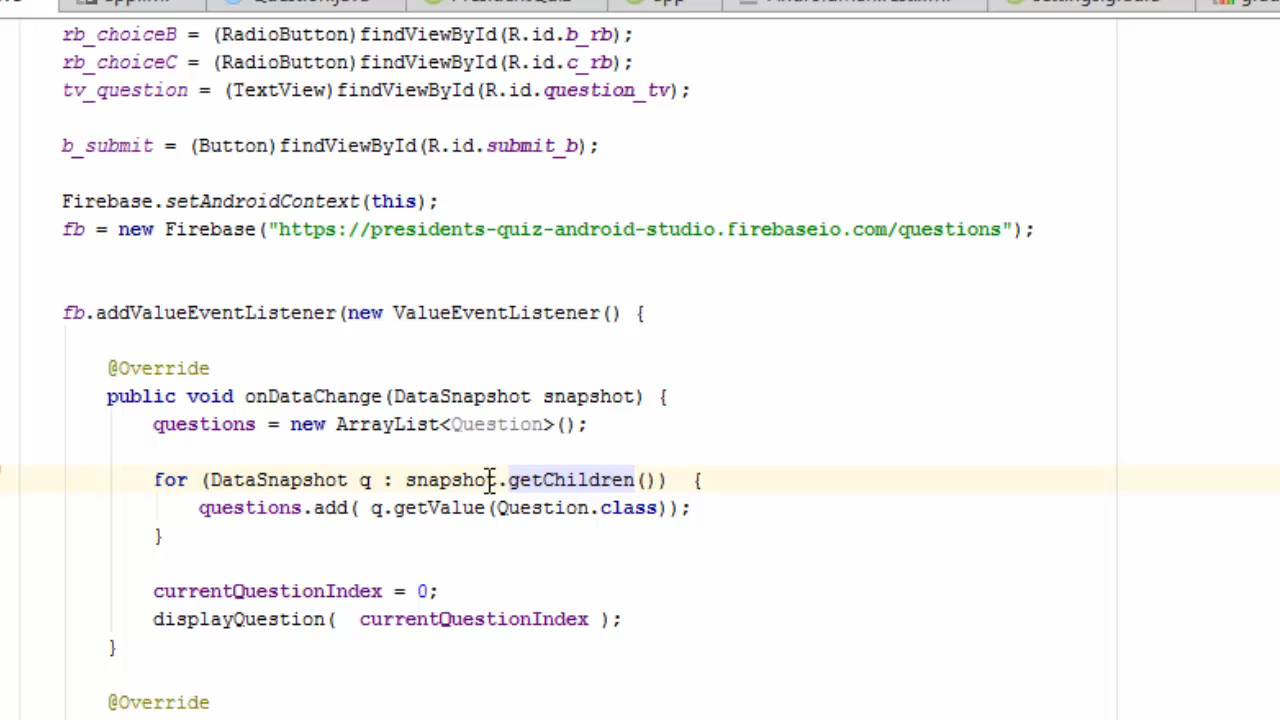 rb_choiceB = (RadioButton)findViewById(R.id.b_rb);
rb_choiceC = (RadioButton)findViewById(R.id.c_rb);
tv_question = (TextView)findViewById(R.id.question_tv);
b_submit = (Button)findViewById(R.id.submit_b);
Firebase.setAndroidContext(this);
fb = new Firebase("https://presidents-quiz-android-studio.firebaseio.com/questions");
fb.addValueEventListener(new ValueEventListener() {
@Override
public void onDataChange(DataSnapshot snapshot) {
questions = new ArrayList<Question>();
for (DataSnapshot q : snapshot.getChildren())  {
questions.add( q.getValue(Question.class));
}
currentQuestionIndex = 0;
displayQuestion(  currentQuestionIndex );
}
@Override